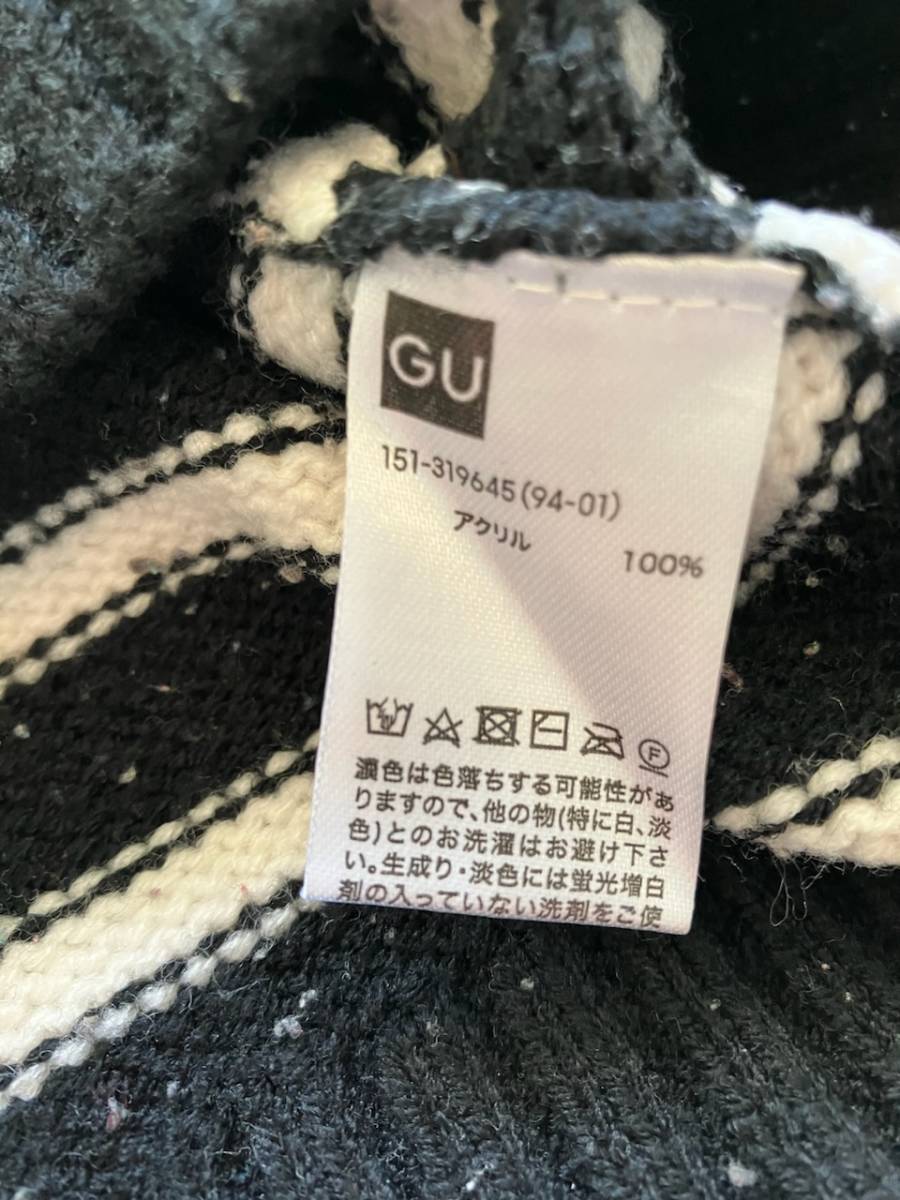 GU
151-319645(94-01)
アクリル 100%
F
濃色は色落ちする可能性があ
りますので、他の物(特に白、淡
色)とのお洗濯はお避け下さ
い。生成り・淡色には蛍光増白
剤の入っていない洗剤をご使